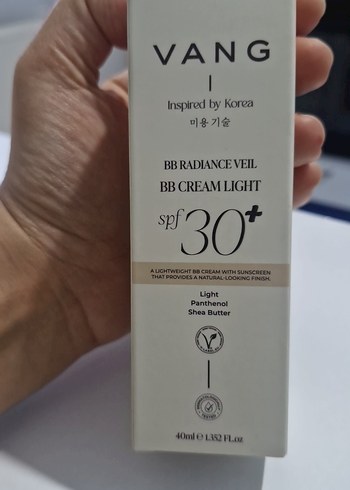 VANG
Inspired by Korea
미용 기술
BB RADIANCE VEIL
BB CREAM LIGHT
spf 30+
A LIGHTWEIGHT BB CREAM WITH SUNSCREEN
THAT PROVIDES A NATURAL-LOOKING FINISH.
Light
Panthenol
Shea Butter
40ml e 1.352 FL.oz